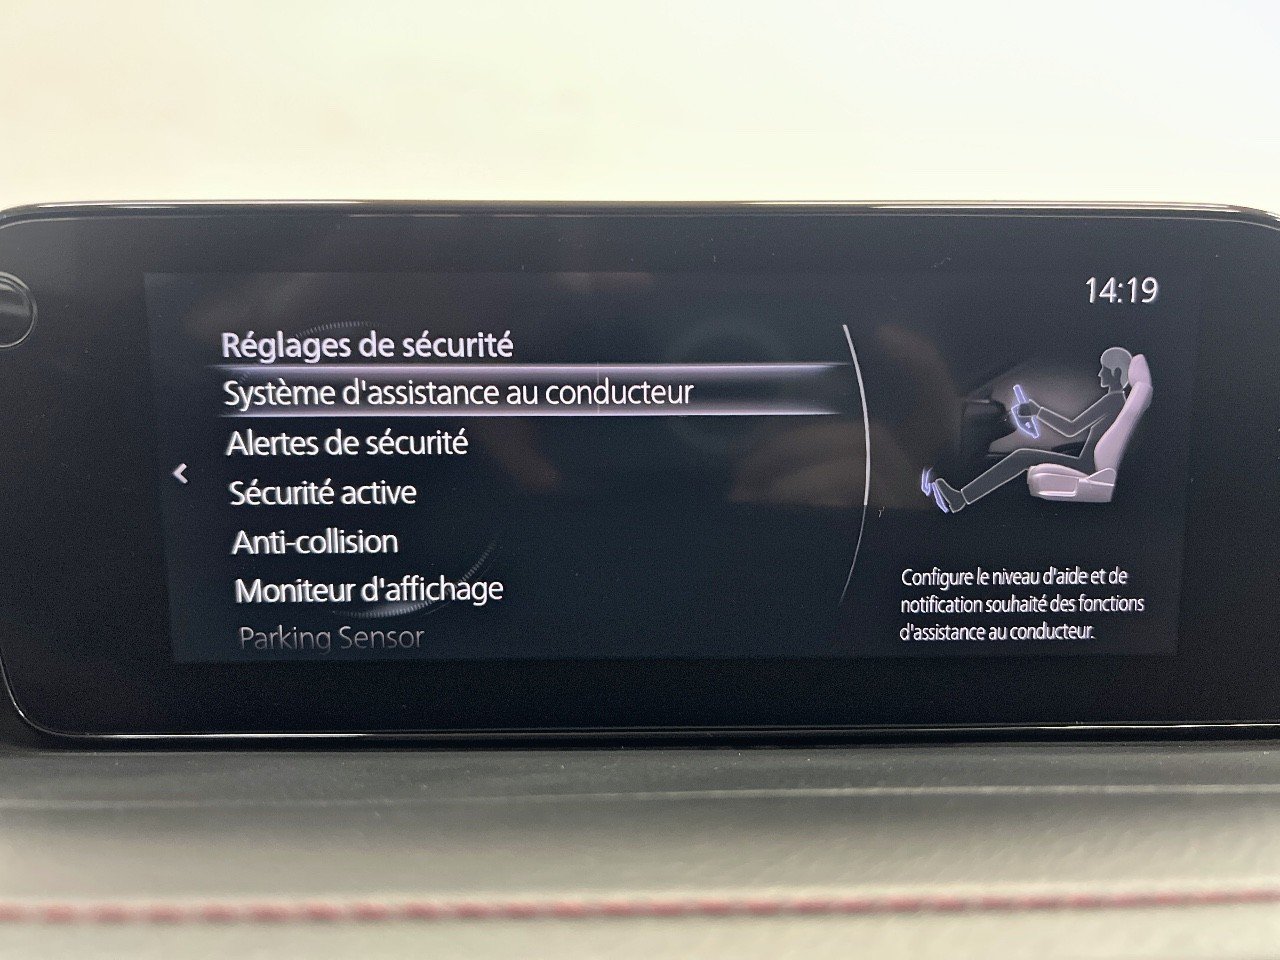 14:19
Réglages de sécurité
Système d'assistance au conducteur
Alertes de sécurité
Sécurité active
Anti-collision
Moniteur d'affichage
Parking Sensor
Configure le niveau d'aide et de
notification souhaité des fonctions
d'assistance au conducteur.